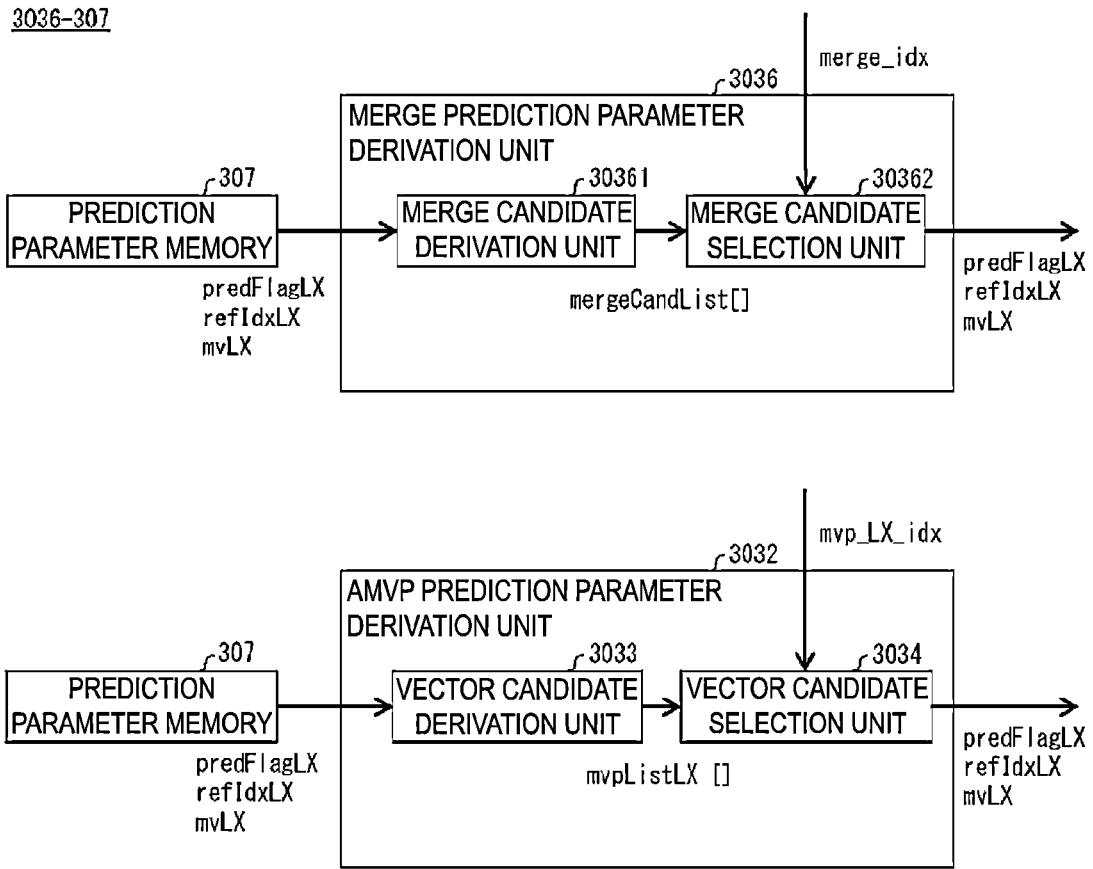 3036-307
merge_idx
3036
MERGE PREDICTION PARAMETER
DERIVATION UNIT
307
30361
30362
PREDICTION
PARAMETER MEMORY
MERGE CANDIDATE
DERIVATION UNIT
MERGE CANDIDATE
SELECTION UNIT
predFlagLX
refIdxLX
mvLX
mergeCandList[]
predFlagLX
refIdxLX
mvLX
mvp_LX_idx
3032
AMVP PREDICTION PARAMETER
DERIVATION UNIT
307
3033
3034
PREDICTION
PARAMETER MEMORY
VECTOR CANDIDATE
DERIVATION UNIT
VECTOR CANDIDATE
SELECTION UNIT
predFlagLX
refIdxLX
mvLX
mvpListLX []
predFlagLX
refIdxLX
mvLX